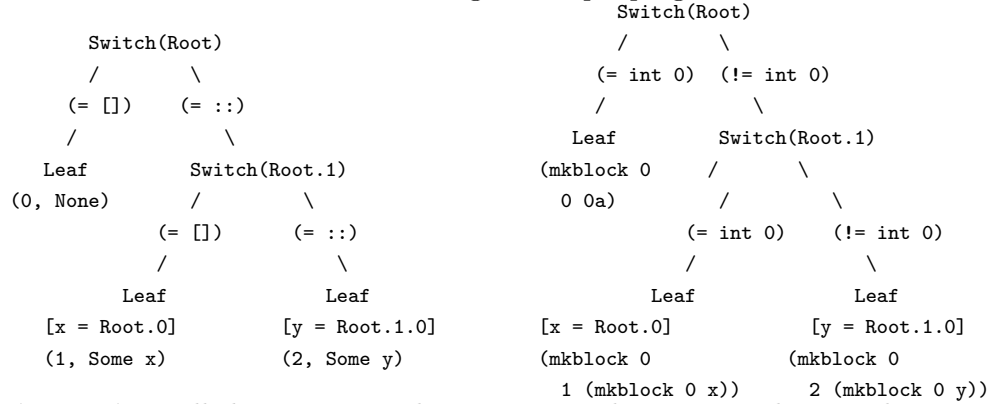 Switch(Root)
/ \
(= []) (= ::)
/ \
Leaf Switch(Root.1)
(0, None) / \
(= []) (= ::)
/ \
Leaf Leaf
[x = Root.0] [y = Root.1.0]
(1, Some x) (2, Some y)
Switch(Root)
/ \
(= int 0) (!= int 0)
/ \
Leaf Switch(Root.1)
(mkblock 0 / \
0 0a) / \
(= int 0) (!= int 0)
/ \
Leaf Leaf
[x = Root.0] [y = Root.1.0]
(mkblock 0 (mkblock 0
1 (mkblock 0 x)) 2 (mkblock 0 y))